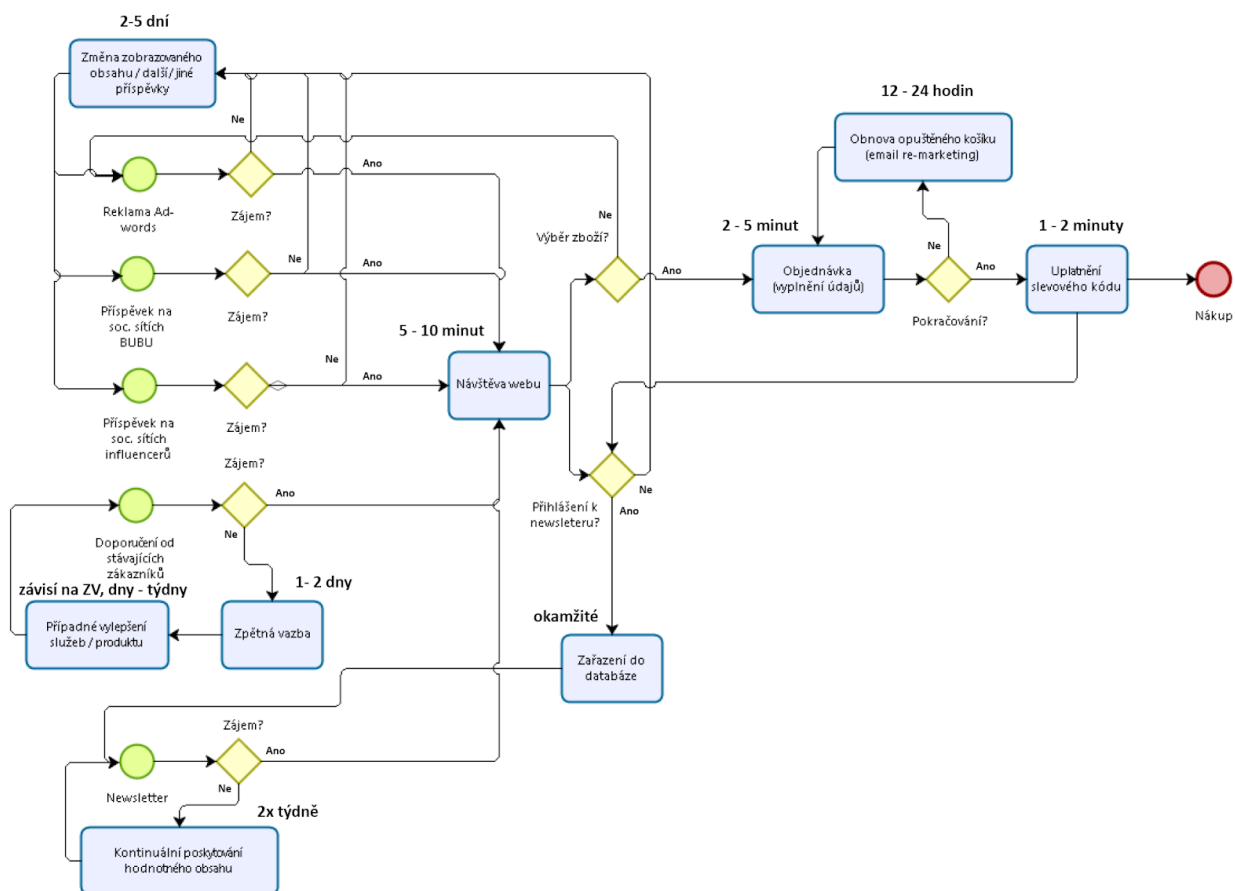 2-5 dní
Změna zobrazovaného
obsahu / další/ jiné
příspěvky
Ne
Ano
Reklama Ad-
words
Zájem?
Ne
Ano
Příspěvek na
soc. sítích
BUBU
Zájem?
Ne
Ano
Příspěvek na
soc. sítích
influencerů
Zájem?
5 - 10 minut
Návštěva webu
Výběr zboží?
Ne
Ano
12 - 24 hodin
Obnova opuštěného košíku
(email re-marketing)
2 - 5 minut
Objednávka
(vyplnění údajů)
Ne
Ano
Pokračování?
1 - 2 minuty
Uplatnění
slevového kódu
Nákup
Zájem?
Ano
Ne
Doporučení od
stávajících
zákazníků
Přihlášení k
newsleteru?
Ne
Ano
závisí na ZV, dny - týdny
Případné vylepšení
služeb / produktu
1- 2 dny
Zpětná vazba
okamžité
Zařazení do
databáze
Zájem?
Ano
Ne
Newsletter
2x týdně
Kontinuální poskytování
hodnotného obsahu